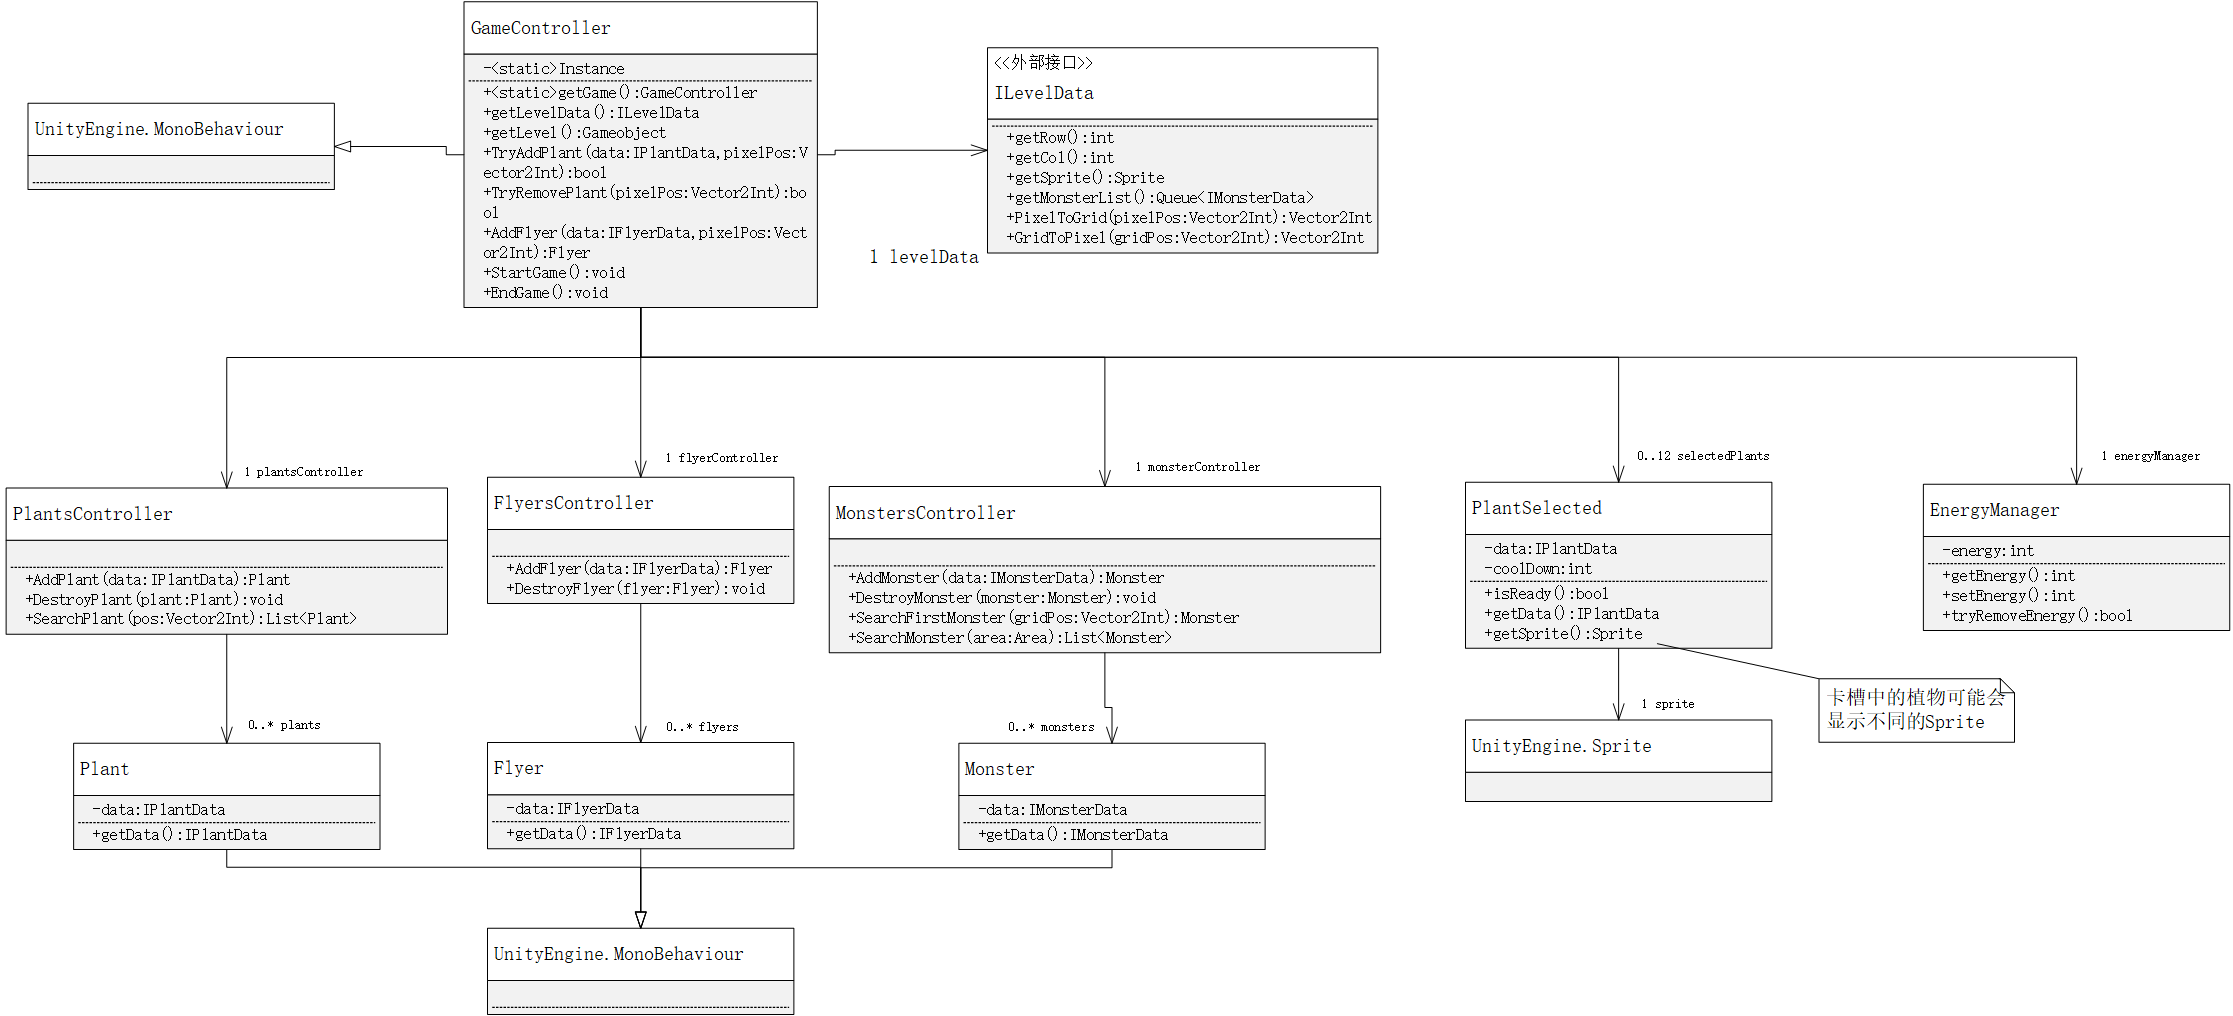 GameController
-<static>Instance
+<static>getGame():GameController
+getLevelData():ILevelData
+getLevel():Gameobject
+TryAddPlant(data:IPlantData,pixelPos:V
ector2Int):bool
+TryRemovePlant(pixelPos:Vector2Int):bo
ol
+AddFlyer(data:IFlyerData,pixelPos:Vect
or2Int):Flyer
+StartGame():void
+EndGame():void
<<外部接口>>
ILevelData
+getRow():int
+getCol():int
+getSprite():Sprite
+getMonsterList():Queue<IMonsterData>
+PixelToGrid(pixelPos:Vector2Int):Vector2Int
+GridToPixel(gridPos:Vector2Int):Vector2Int
1 levelData
UnityEngine.MonoBehaviour
1 plantsController
1 flyerController
1 monsterController
0..12 selectedPlants
1 energyManager
PlantsController
+AddPlant(data:IPlantData):Plant
+DestroyPlant(plant:Plant):void
+SearchPlant(pos:Vector2Int):List<Plant>
FlyersController
+AddFlyer(data:IFlyerData):Flyer
+DestroyFlyer(flyer:Flyer):void
MonstersController
+AddMonster(data:IMonsterData):Monster
+DestroyMonster(monster:Monster):void
+SearchFirstMonster(gridPos:Vector2Int):Monster
+SearchMonster(area:Area):List<Monster>
PlantSelected
-data:IPlantData
-coolDown:int
+isReady():bool
+getData():IPlantData
+getSprite():Sprite
EnergyManager
-energy:int
+getEnergy():int
+setEnergy():int
+tryRemoveEnergy():bool
卡槽中的植物可能会
显示不同的Sprite
0..* plants
0..* flyers
0..* monsters
1 sprite
Plant
-data:IPlantData
+getData():IPlantData
Flyer
-data:IFlyerData
+getData():IFlyerData
Monster
-data:IMonsterData
+getData():IMonsterData
UnityEngine.Sprite
UnityEngine.MonoBehaviour